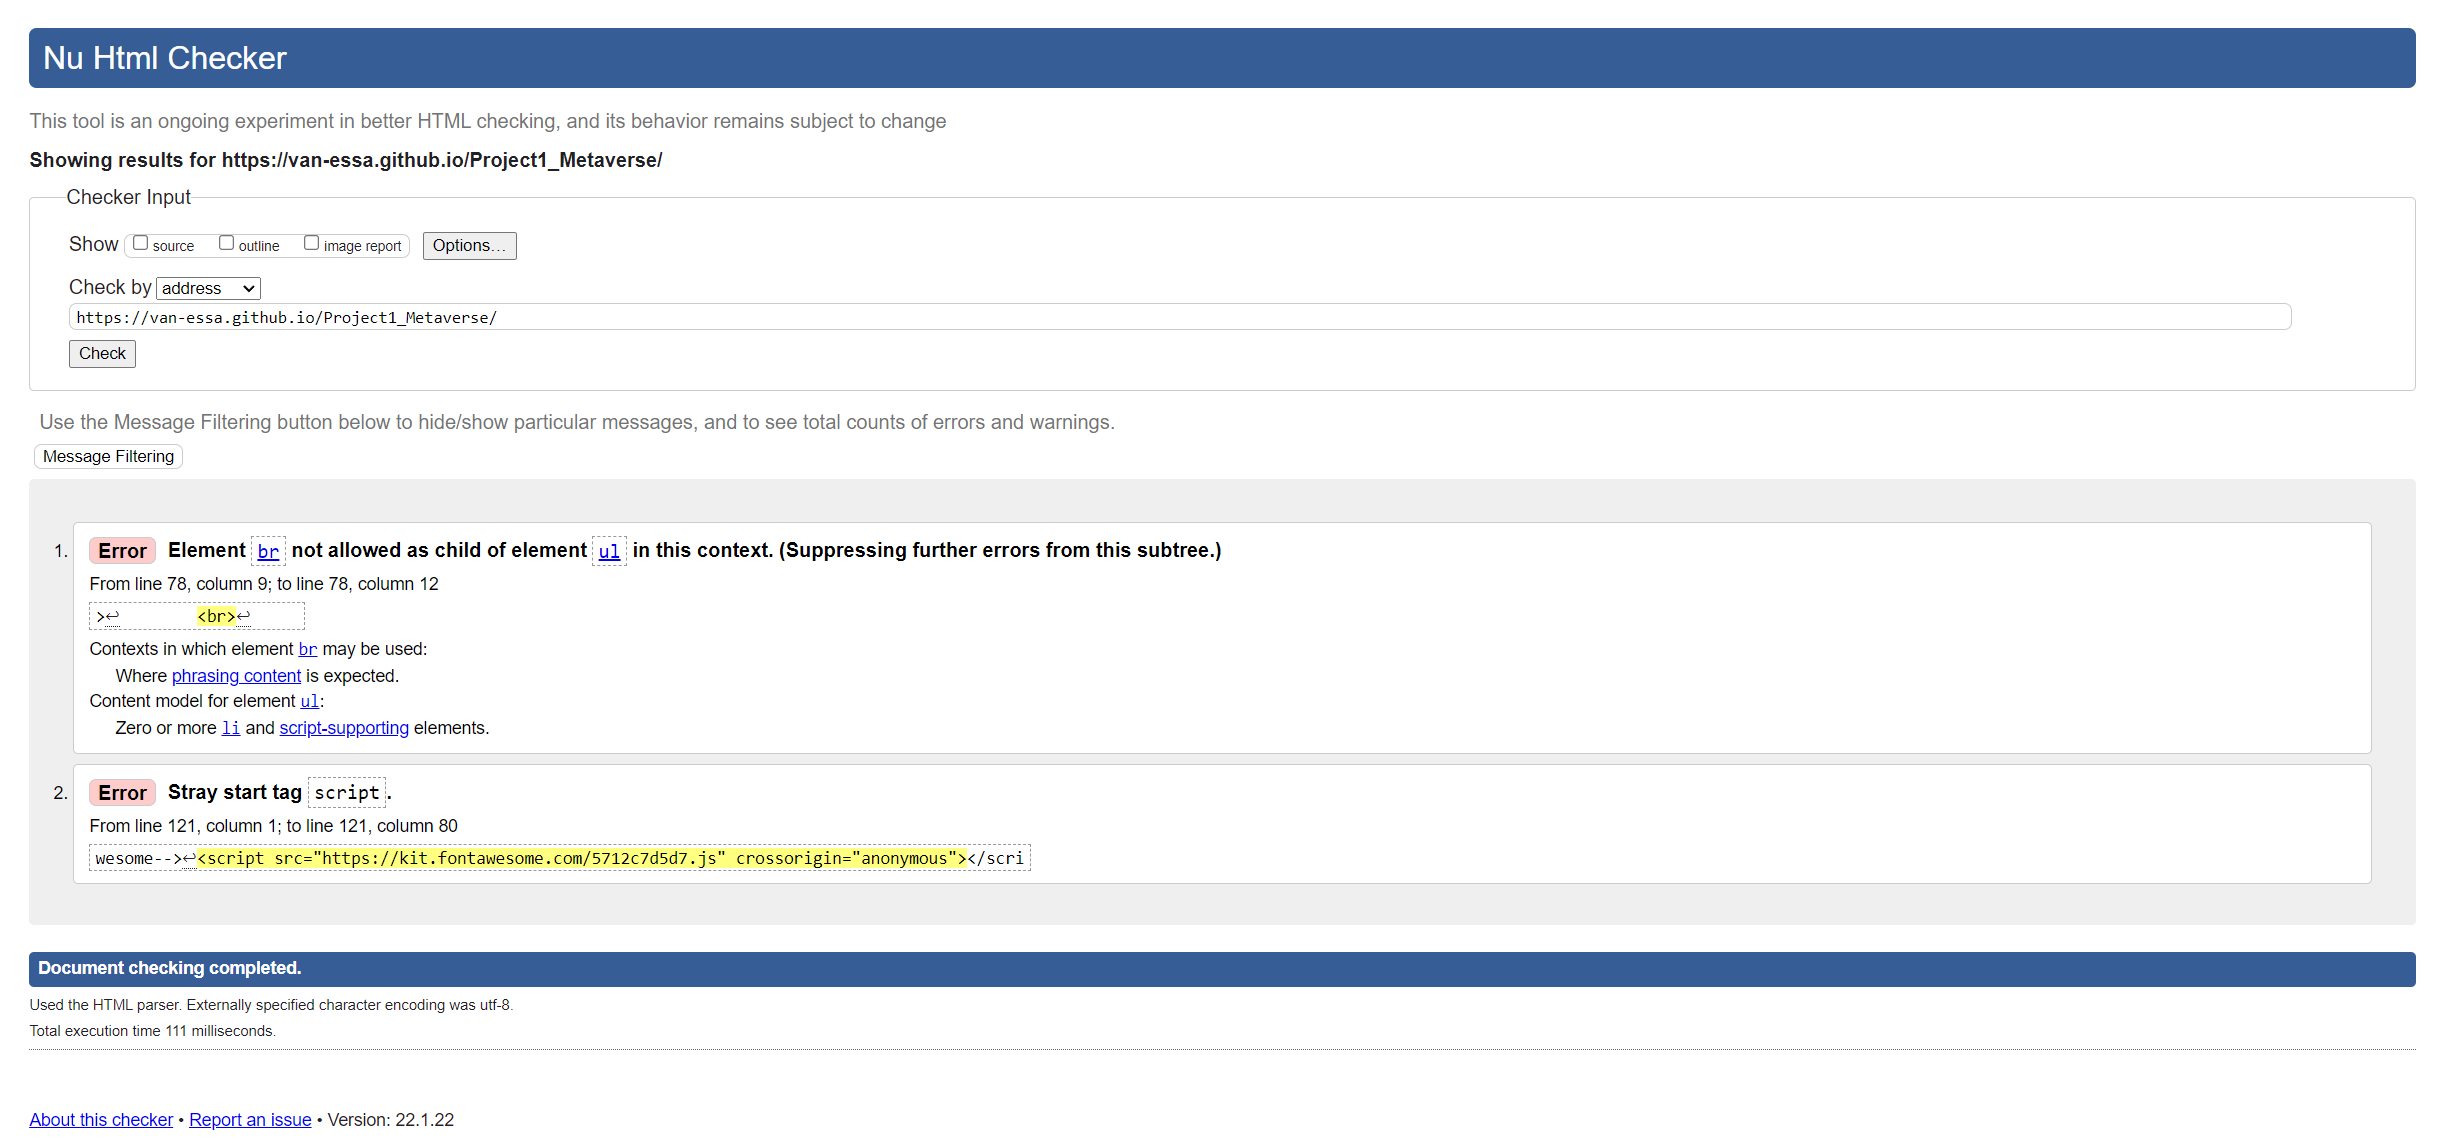 Nu Html Checker
This tool is an ongoing experiment in better HTML checking, and its behavior remains subject to change
Showing results for https://van-essa.github.io/Project1_Metaverse/
Checker Input
Show source outline image report Options...
Check by address
https://van-essa.github.io/Project1_Metaverse/
Check
Use the Message Filtering button below to hide/show particular messages, and to see total counts of errors and warnings.
Message Filtering
1. Error Element br not allowed as child of element ul in this context. (Suppressing further errors from this subtree.)
From line 78, column 9; to line 78, column 12
>↩ <br>↩
Contexts in which element br may be used:
Where phrasing content is expected.
Content model for element ul:
Zero or more li and script-supporting elements.
2. Error Stray start tag script.
From line 121, column 1; to line 121, column 80
wesome-->↩<script src="https://kit.fontawesome.com/5712c7d5d7.js" crossorigin="anonymous"></scri
Document checking completed.
Used the HTML parser. Externally specified character encoding was utf-8.
Total execution time 111 milliseconds.
About this checker • Report an issue • Version: 22.1.22